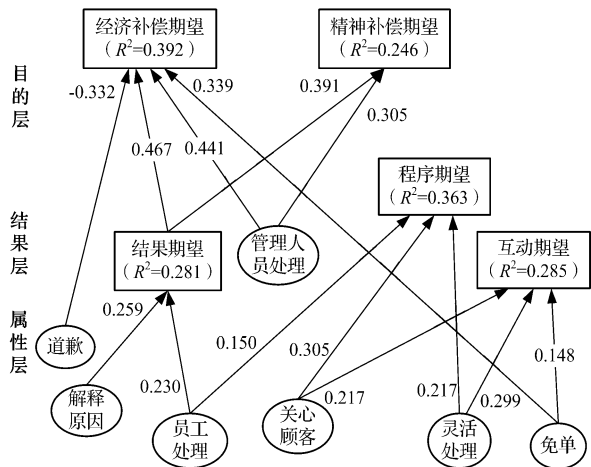 经济补偿期望
（R²=0.392）
精神补偿期望
（R²=0.246）
目的层
-0.332
0.339
0.391
0.305
0.467
0.441
程序期望
（R²=0.363）
结果层
结果期望
（R²=0.281）
管理人
员处理
互动期望
（R²=0.285）
属性层
0.259
道歉
0.150
0.305
0.148
解释
原因
0.230
员工
处理
关心
顾客
0.217
0.217
0.299
灵活
处理
免单